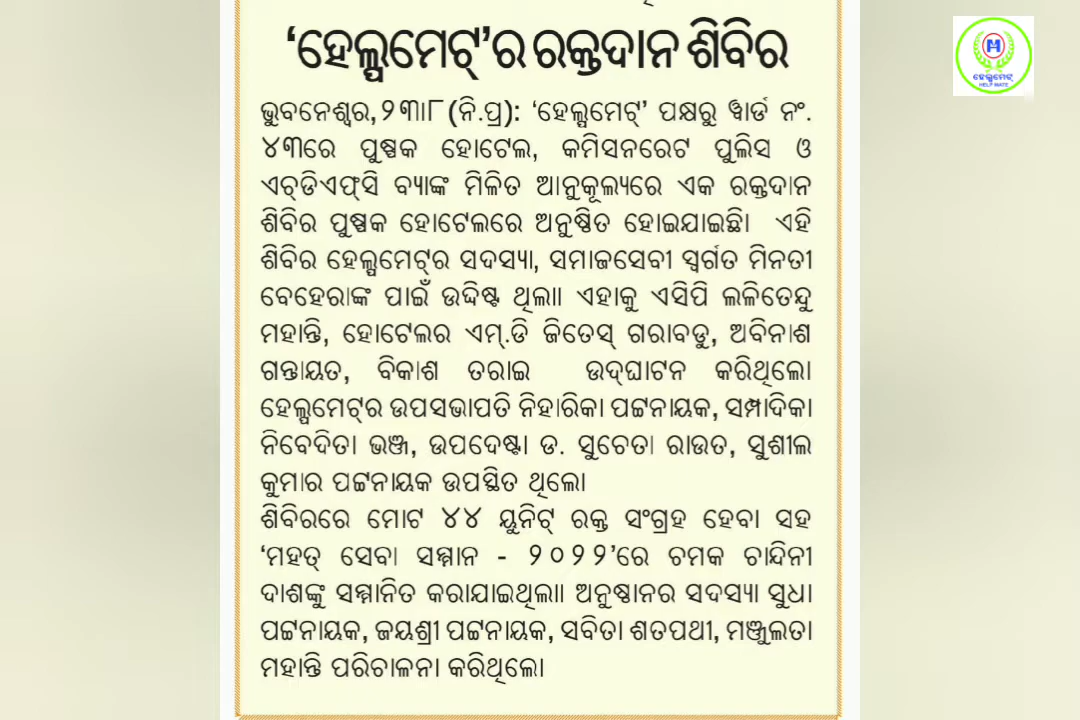 ‘ହେଲ୍ପମେଟ୍’ର ରକ୍ତଦାନ ଶିବିର
ହେଲ୍ପମେଟ୍
HELP MATE
ଭୁବନେଶ୍ୱର,୨୩।୮(ନି.ପ୍ର): ‘ହେଲ୍ପମେଟ୍’ ପକ୍ଷରୁ ୱାର୍ଡ ନଂ.
୪୩ରେ ପୁଷ୍ପକ ହୋଟେଲ, କମିସନରେଟ ପୁଲିସ ଓ
ଏଚ୍‌ଡିଏଫ୍‌ସି ବ୍ୟାଙ୍କ ମିଳିତ ଆନୁକୂଲ୍ୟରେ ଏକ ରକ୍ତଦାନ
ଶିବିର ପୁଷ୍ପକ ହୋଟେଲରେ ଅନୁଷ୍ଠିତ ହୋଇଯାଇଛି। ଏହି
ଶିବିର ହେଲ୍ପମେଟ୍‌ର ସଦସ୍ୟା, ସମାଜସେବୀ ସ୍ୱର୍ଗତ ମିନତୀ
ବେହେରାଙ୍କ ପାଇଁ ଉଦ୍ଦିଷ୍ଟ ଥିଲା। ଏହାକୁ ଏସିପି ଲଳିତେନ୍ଦୁ
ମହାନ୍ତି, ହୋଟେଲର ଏମ୍.ଡି ଜିତେସ୍ ଗରାବଡୁ, ଅବିନାଶ
ଗନ୍ତାୟତ, ବିକାଶ ତରାଇ ଉଦ୍‌ଘାଟନ କରିଥିଲେ।
ହେଲ୍ପମେଟ୍‌ର ଉପସଭାପତି ନିହାରିକା ପଟ୍ଟନାୟକ, ସମ୍ପାଦିକା
ନିବେଦିତା ଭଞ୍ଜ, ଉପଦେଷ୍ଟା ଡ. ସୁଚେତା ରାଉତ, ସୁଶୀଲ
କୁମାର ପଟ୍ଟନାୟକ ଉପସ୍ଥିତ ଥିଲେ।
ଶିବିରରେ ମୋଟ ୪୪ ୟୁନିଟ୍ ରକ୍ତ ସଂଗ୍ରହ ହେବା ସହ
‘ମହତ୍ ସେବା ସମ୍ମାନ - ୨୦୨୨’ରେ ଚମକ ଚାନ୍ଦିନୀ
ଦାଶଙ୍କୁ ସମ୍ମାନିତ କରାଯାଇଥିଲା। ଅନୁଷ୍ଠାନର ସଦସ୍ୟା ସୁଧା
ପଟ୍ଟନାୟକ, ଜୟଶ୍ରୀ ପଟ୍ଟନାୟକ, ସବିତା ଶତପଥୀ, ମଞ୍ଜୁଲତା
ମହାନ୍ତି ପରିଚାଳନା କରିଥିଲେ।